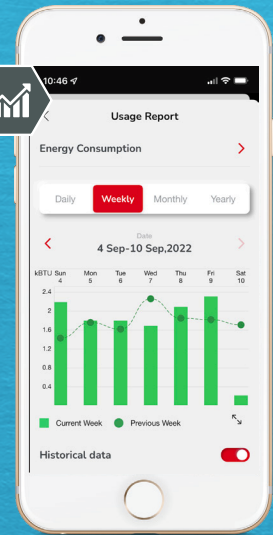 10:46
Usage Report
Energy Consumption
Daily Weekly Monthly Yearly
Date
4 Sep-10 Sep,2022
kBTU Sun Mon Tue Wed Thu Fri Sat
4 5 6 7 8 9 10
2.4
2
1.6
1.2
0.8
0.4
Current Week Previous Week
Historical data